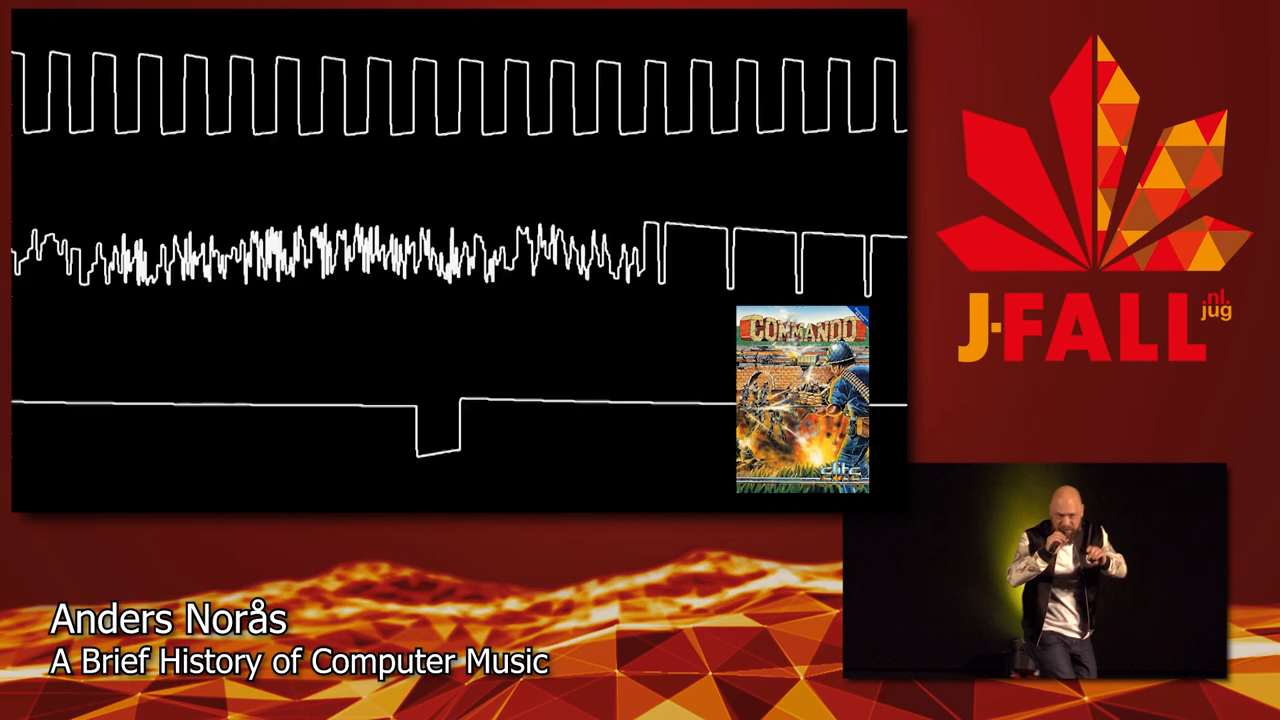 COMMANDO
elite
J-FALL
.nl.
jug
Anders Norås
A Brief History of Computer Music